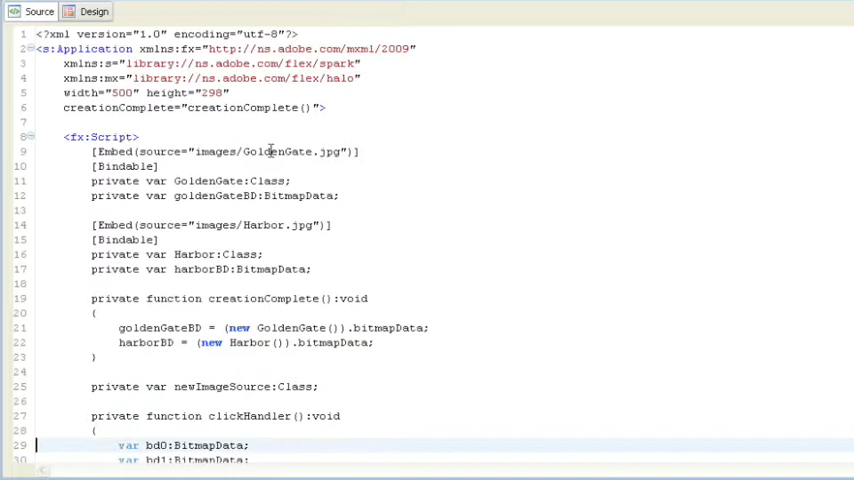 Source Design
1 <?xml version="1.0" encoding="utf-8"?>
2 <s:Application xmlns:fx="http://ns.adobe.com/mxml/2009"
3 xmlns:s="library://ns.adobe.com/flex/spark"
4 xmlns:mx="library://ns.adobe.com/flex/halo"
5 width="500" height="298"
6 creationComplete="creationComplete()">
7
8 <fx:Script>
9 [Embed(source="images/GoldenGate.jpg")]
10 [Bindable]
11 private var GoldenGate:Class;
12 private var goldenGateBD:BitmapData;
13
14 [Embed(source="images/Harbor.jpg")]
15 [Bindable]
16 private var Harbor:Class;
17 private var harborBD:BitmapData;
18
19 private function creationComplete():void
20 {
21 goldenGateBD = (new GoldenGate()).bitmapData;
22 harborBD = (new Harbor()).bitmapData;
23 }
24
25 private var newImageSource:Class;
26
27 private function clickHandler():void
28 {
29 var bd0:BitmapData;
30 var bd1:BitmapData;